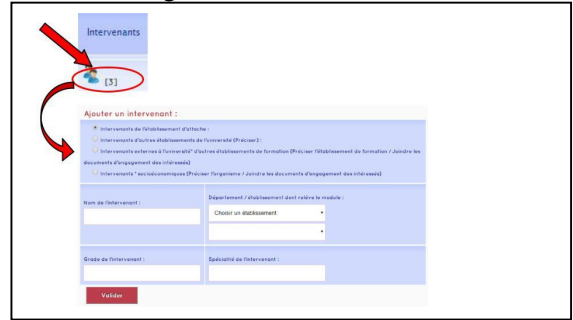 Intervenants
[3]
Ajouter un intervenant :
Intervenants de l'établissement d'attache :
Intervenants d'autres établissements de l'université (Préciser) :
Intervenants externes à l'université* d'autres établissements de formation (Préciser l'établissement de formation / Joindre les
documents d'engagement des intéressés)
Intervenants * socioéconomiques (Préciser l'organisme / Joindre les documents d'engagement des intéressés)
Nom de l'intervenant :
Département / établissement dont relève le module :
Choisir un établissement
Grade de l'intervenant :
Spécialité de l'intervenant :
Valider